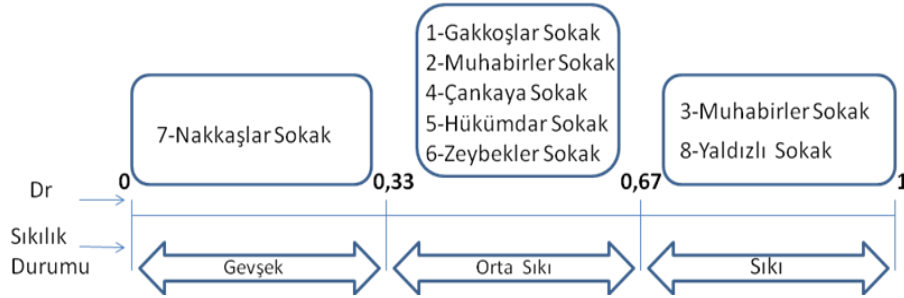 1-Gakkoşlar Sokak
2-Muhabirler Sokak
4-Çankaya Sokak
5-Hükümdar Sokak
6-Zeybekler Sokak
7-Nakkaşlar Sokak
3-Muhabirler Sokak
8-Yaldızlı Sokak
0
0,33
0,67
1
Dr
Sıkılık
Durumu
Gevşek
Orta Sıkı
Sıkı